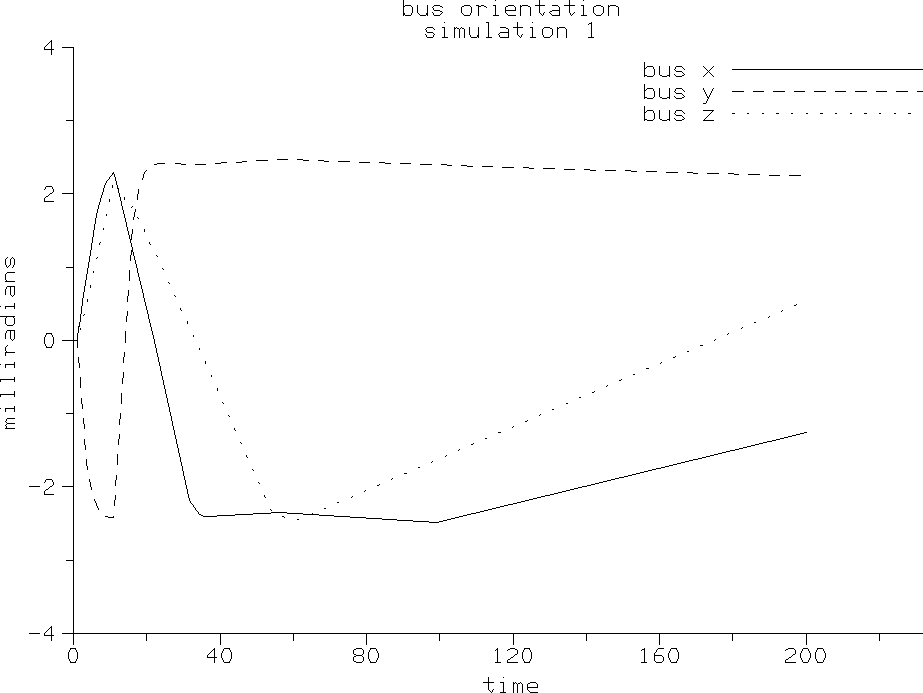 bus orientation
simulation 1
4
bus x
bus y
bus z
2
milliradians
0
-2
-4
0 40 80 120 160 200
time